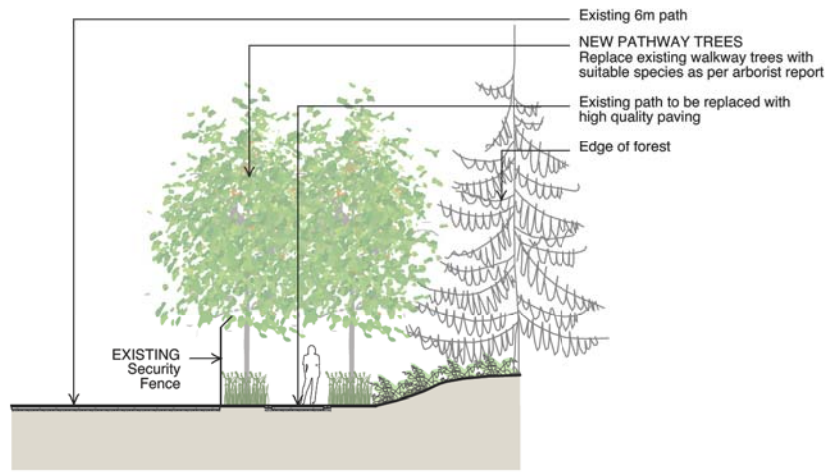 Existing 6m path
NEW PATHWAY TREES
Replace existing walkway trees with
suitable species as per arborist report
Existing path to be replaced with
high quality paving
Edge of forest
EXISTING
Security
Fence